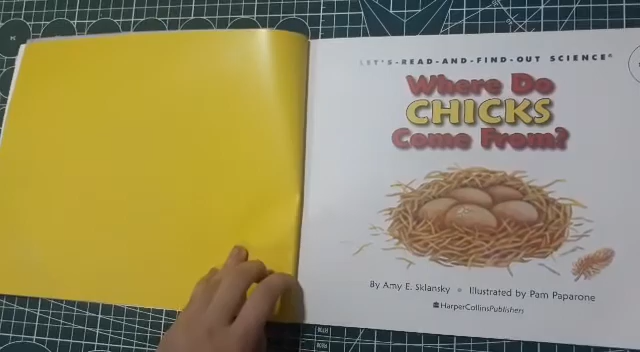 LET'S-READ-AND-FIND-OUT SCIENCE®
Where Do
CHICKS
Come From?
By Amy E. Sklansky • Illustrated by Pam Paparone
HarperCollinsPublishers